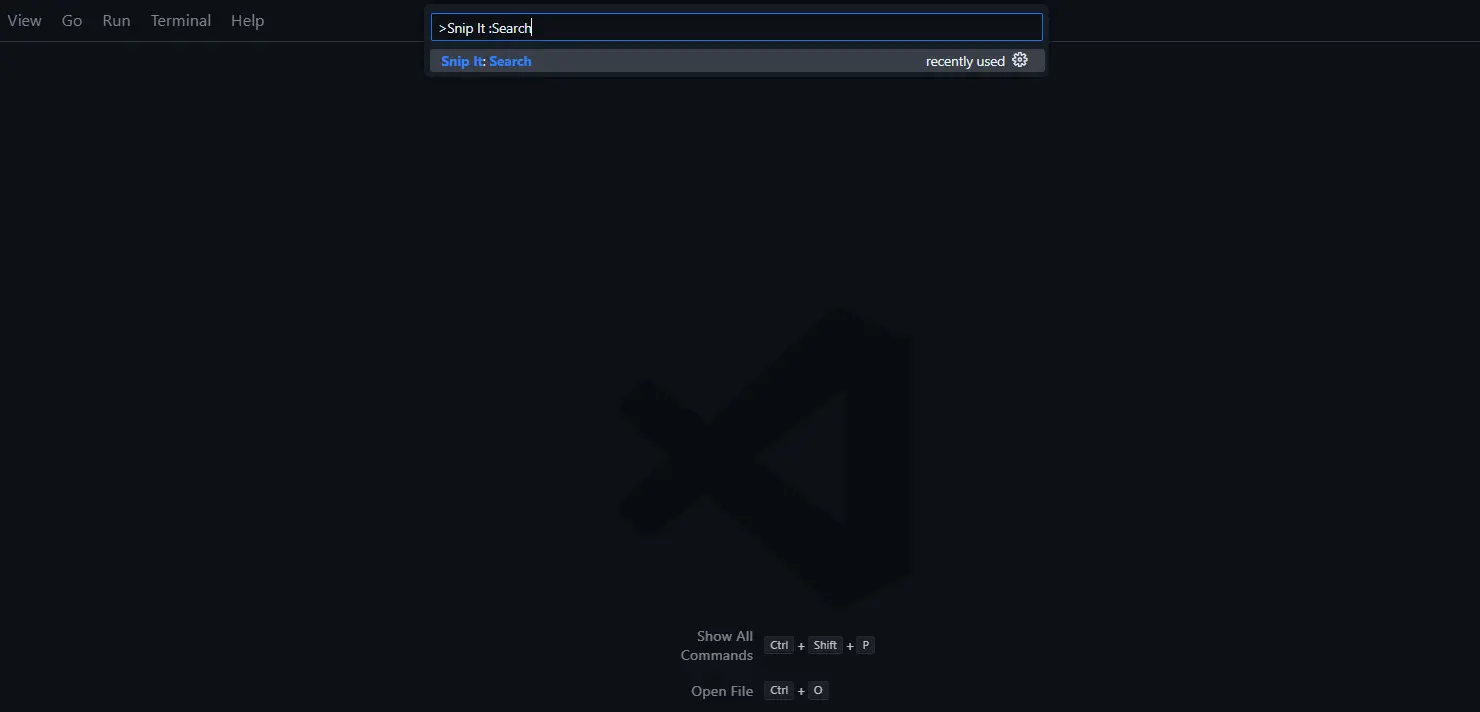 View Go Run Terminal Help
>Snip It :Search
Snip It: Search recently used
Show All
Commands Ctrl + Shift + P
Open File Ctrl + O